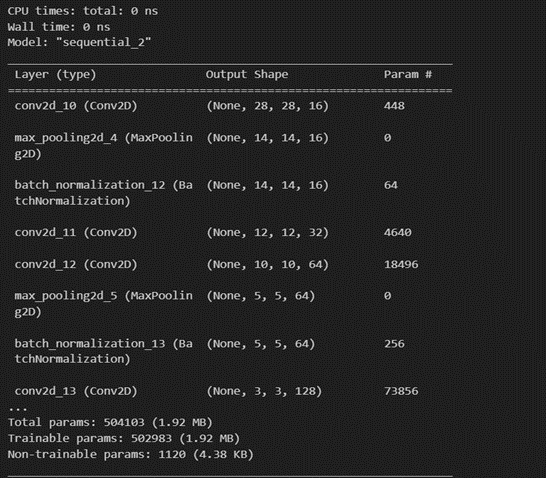 CPU times: total: 0 ns
Wall time: 0 ns
Model: "sequential_2"
_________________________________________________________________
Layer (type) Output Shape Param #
=================================================================
conv2d_10 (Conv2D) (None, 28, 28, 16) 448
max_pooling2d_4 (MaxPoolin (None, 14, 14, 16) 0
g2D)
batch_normalization_12 (Ba (None, 14, 14, 16) 64
tchNormalization)
conv2d_11 (Conv2D) (None, 12, 12, 32) 4640
conv2d_12 (Conv2D) (None, 10, 10, 64) 18496
max_pooling2d_5 (MaxPoolin (None, 5, 5, 64) 0
g2D)
batch_normalization_13 (Ba (None, 5, 5, 64) 256
tchNormalization)
conv2d_13 (Conv2D) (None, 3, 3, 128) 73856
...
Total params: 504103 (1.92 MB)
Trainable params: 502983 (1.92 MB)
Non-trainable params: 1120 (4.38 KB)
_________________________________________________________________